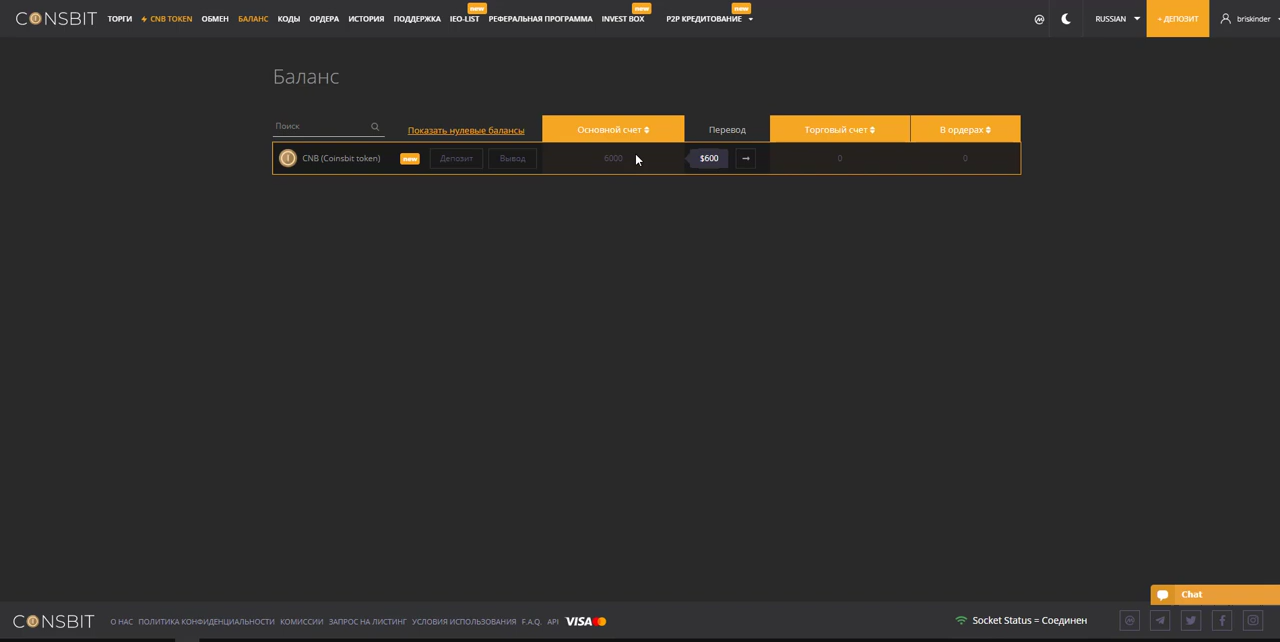 CONSBIT ТОРГИ CNB TOKEN ОБМЕН БАЛАНС КОДЫ ОРДЕРА ИСТОРИЯ ПОДДЕРЖКА IEO-LIST new РЕФЕРАЛЬНАЯ ПРОГРАММА INVEST BOX new P2P КРЕДИТОВАНИЕ new RUSSIAN + ДЕПОЗИТ briskinder
Баланс
Поиск Показать нулевые балансы Основной счет Перевод Торговый счет В ордерах
CNB (Coinsbit token) new Депозит Вывод 6000 $600 → 0 0
Chat
CONSBIT О НАС ПОЛИТИКА КОНФИДЕНЦИАЛЬНОСТИ КОМИССИИ ЗАПРОС НА ЛИСТИНГ УСЛОВИЯ ИСПОЛЬЗОВАНИЯ F.A.Q. API VISA Socket Status = Соединен